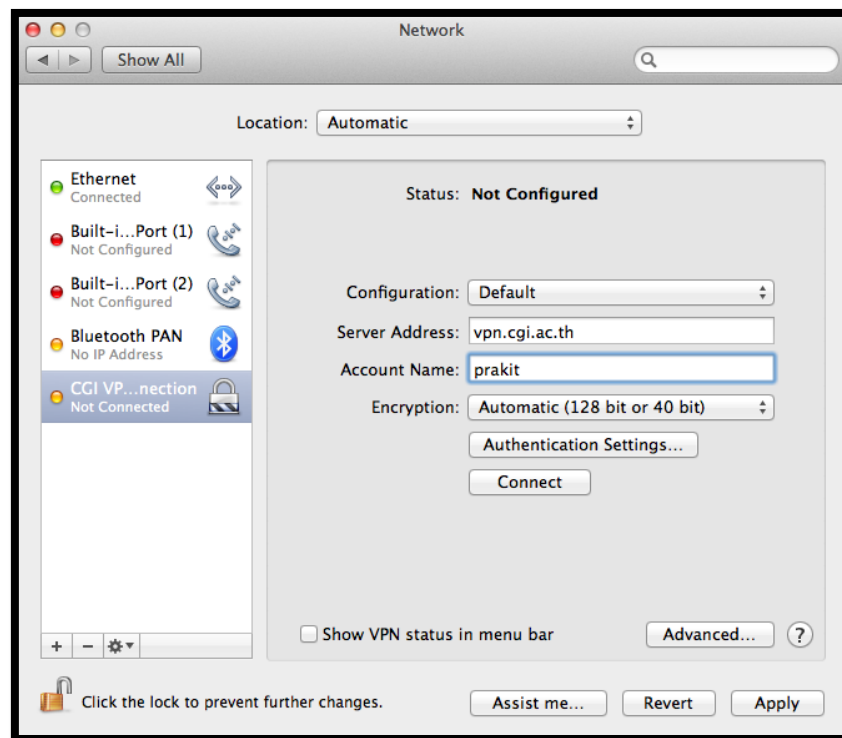 Network
Show All
Location: Automatic
Ethernet
Connected
Built-i...Port (1)
Not Configured
Built-i...Port (2)
Not Configured
Bluetooth PAN
No IP Address
CGI VP...nection
Not Connected
Status: Not Configured
Configuration: Default
Server Address: vpn.cgi.ac.th
Account Name: prakit
Encryption: Automatic (128 bit or 40 bit)
Authentication Settings...
Connect
Show VPN status in menu bar
Advanced... ?
Click the lock to prevent further changes.
Assist me... Revert Apply